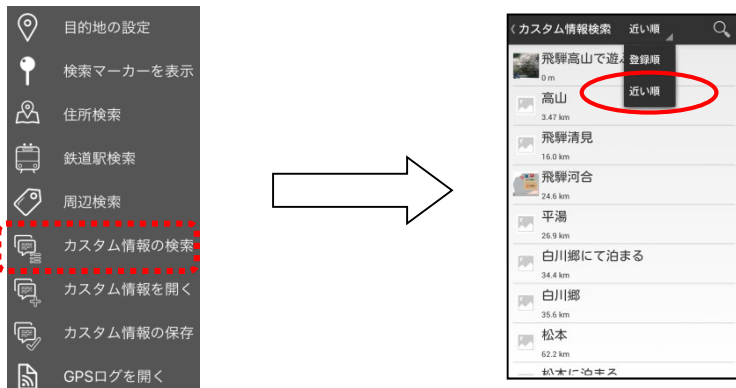 目的地の設定
検索マーカーを表示
住所検索
鉄道駅検索
周辺検索
カスタム情報の検索
カスタム情報を開く
カスタム情報の保存
GPSログを開く
カスタム情報検索 近い順
登録順
近い順
飛騨高山で遊
0 m
高山
3.47 km
飛騨清見
16.0 km
飛騨河合
24.6 km
平湯
26.9 km
白川郷にて泊まる
34.4 km
白川郷
35.6 km
松本
62.2 km
松本に泊まる